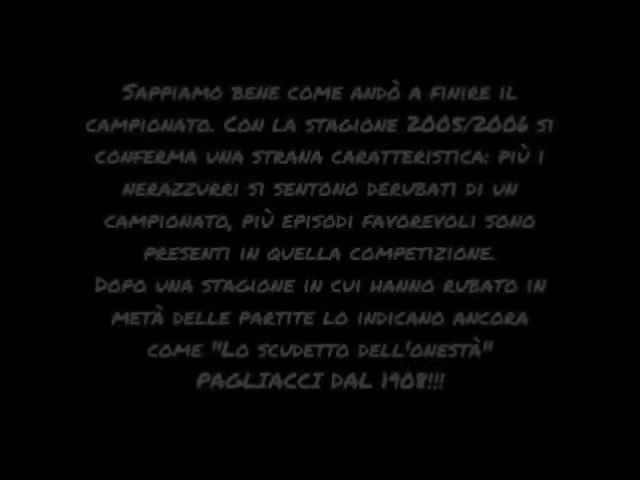 Sappiamo bene come andò a finire il
campionato. Con la stagione 2005/2006 si
conferma una strana caratteristica: più i
nerazzurri si sentono derubati di un
campionato, più episodi favorevoli sono
presenti in quella competizione.
Dopo una stagione in cui hanno rubato in
metà delle partite lo indicano ancora
come "Lo scudetto dell'onestà"
PAGLIACCI DAL 1908!!!